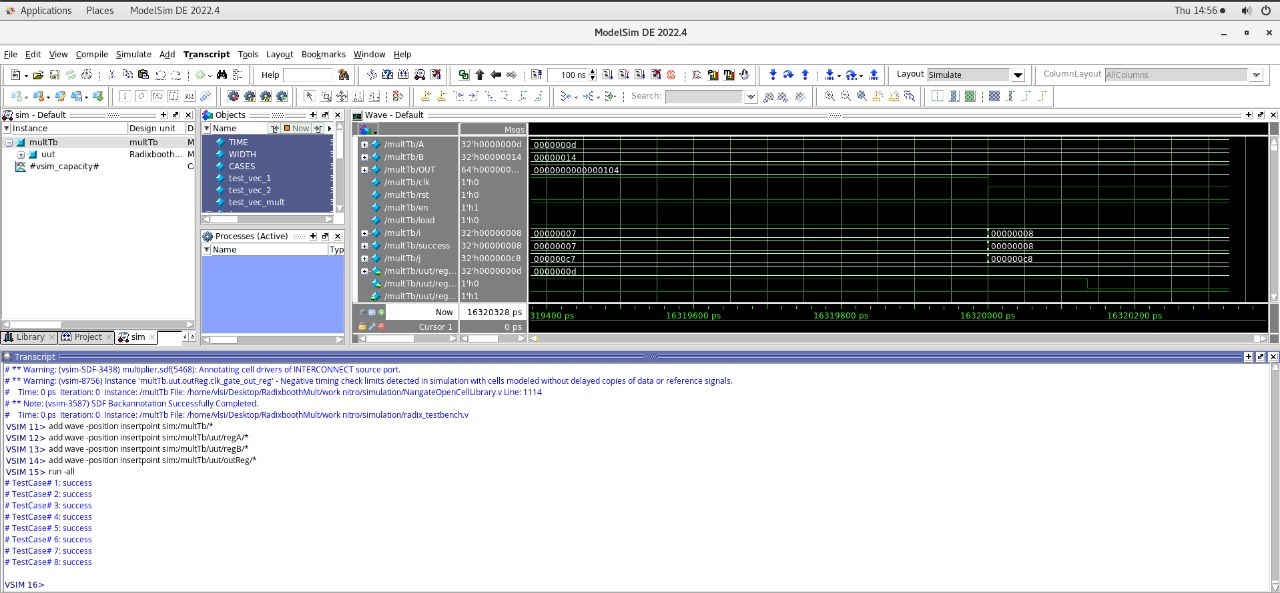 Applications Places ModelSim DE 2022.4 Thu 14:56
ModelSim DE 2022.4
File Edit View Compile Simulate Add Transcript Tools Layout Bookmarks Window Help
Help 100 ns Layout Simulate ColumnLayout AllColumns
Search:
sim - Default
Instance Design unit D
multTb multTb M
uut Radixbooth... M
#vsim_capacity# C
Objects
Name Now
TIME 3
WIDTH 3
CASES 3
test_vec_1 3
test_vec_2 3
test_vec_mult 3
Processes (Active)
Name Typ
Library Project sim
Wave - Default
Msgs
/multTb/A 32'h0000000d 0000000d
/multTb/B 32'h00000014 00000014
/multTb/OUT 64'h000000... 0000000000000104
/multTb/clk 1'h0
/multTb/rst 1'h0
/multTb/en 1'h1
/multTb/load 1'h0
/multTb/i 32'h00000008 00000007 00000008
/multTb/success 32'h00000008 00000007 00000008
/multTb/j 32'h000000c8 000000c7 000000c8
/multTb/uut/reg... 32'h0000000d 0000000d
/multTb/uut/reg... 1'h0
/multTb/uut/reg... 1'h1
Now 16320328 ps 319400 ps 16319600 ps 16319800 ps 16320000 ps 16320200 ps
Cursor 1 0 ps
Transcript
# ** Warning: (vsim-SDF-3438) multiplier.sdf(5468): Annotating cell drivers of INTERCONNECT source port.
# ** Warning: (vsim-8756) Instance 'multTb.uut.outReg.clk_gate_out_reg' - Negative timing check limits detected in simulation with cells modeled without delayed copies of data or reference signals.
# Time: 0 ps Iteration: 0 Instance: /multTb File: /home/vlsi/Desktop/RadixboothMult/work nitro/simulation/NangateOpenCellLibrary.v Line: 1114
# ** Note: (vsim-3587) SDF Backannotation Successfully Completed.
# Time: 0 ps Iteration: 0 Instance: /multTb File: /home/vlsi/Desktop/RadixboothMult/work nitro/simulation/radix_testbench.v
VSIM 11> add wave -position insertpoint sim:/multTb/*
VSIM 12> add wave -position insertpoint sim:/multTb/uut/regA/*
VSIM 13> add wave -position insertpoint sim:/multTb/uut/regB/*
VSIM 14> add wave -position insertpoint sim:/multTb/uut/outReg/*
VSIM 15> run -all
# TestCase# 1: success
# TestCase# 2: success
# TestCase# 3: success
# TestCase# 4: success
# TestCase# 5: success
# TestCase# 6: success
# TestCase# 7: success
# TestCase# 8: success
VSIM 16>